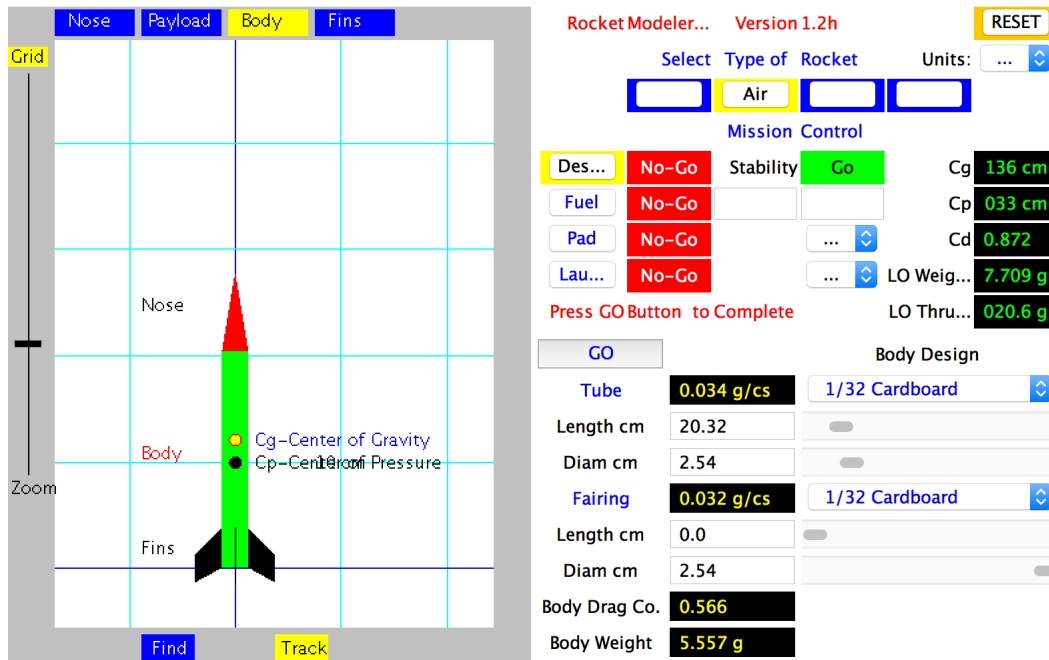 Nose Payload Body Fins
Grid
Nose
Cg-Center of Gravity
Body
Cp-Center of Pressure
Zoom
Fins
Find Track
Rocket Modeler... Version 1.2h RESET
Select Type of Rocket Units: ...
Air
Mission Control
Des... No-Go Stability Go Cg 136 cm
Fuel No-Go Cp 033 cm
Pad No-Go ... Cd 0.872
Lau... No-Go ... LO Weig... 7.709 g
Press GO Button to Complete LO Thru... 020.6 g
GO Body Design
Tube 0.034 g/cs 1/32 Cardboard
Length cm 20.32
Diam cm 2.54
Fairing 0.032 g/cs 1/32 Cardboard
Length cm 0.0
Diam cm 2.54
Body Drag Co. 0.566
Body Weight 5.557 g